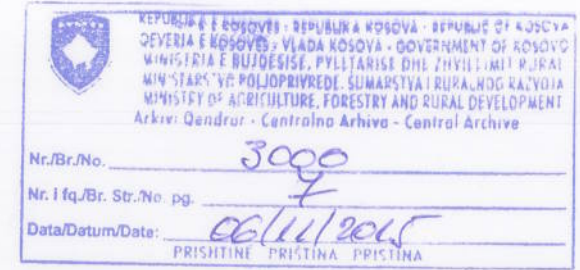 REPUBLIKA E KOSOVËS - REPUBLIKA KOSOVA - REPUBLIC OF KOSOVA
QEVERIA E KOSOVËS - VLADA KOSOVA - GOVERNMENT OF KOSOVO
MINISTRIA E BUJQËSISË, PYLLTARISË DHE ZHVILLIMIT RURAL
MINISTARSTVO POLJOPRIVREDE, ŠUMARSTVA I RURALNOG RAZVOJA
MINISTRY OF AGRICULTURE, FORESTRY AND RURAL DEVELOPMENT
Arkivi Qendror - Centralna Arhiva - Central Archive
Nr./Br./No. 3000
Nr. i fq./Br. Str./No. pg. 7
Data/Datum/Date: 06/11/2015
PRISHTINË PRIŠTINA PRISTINA